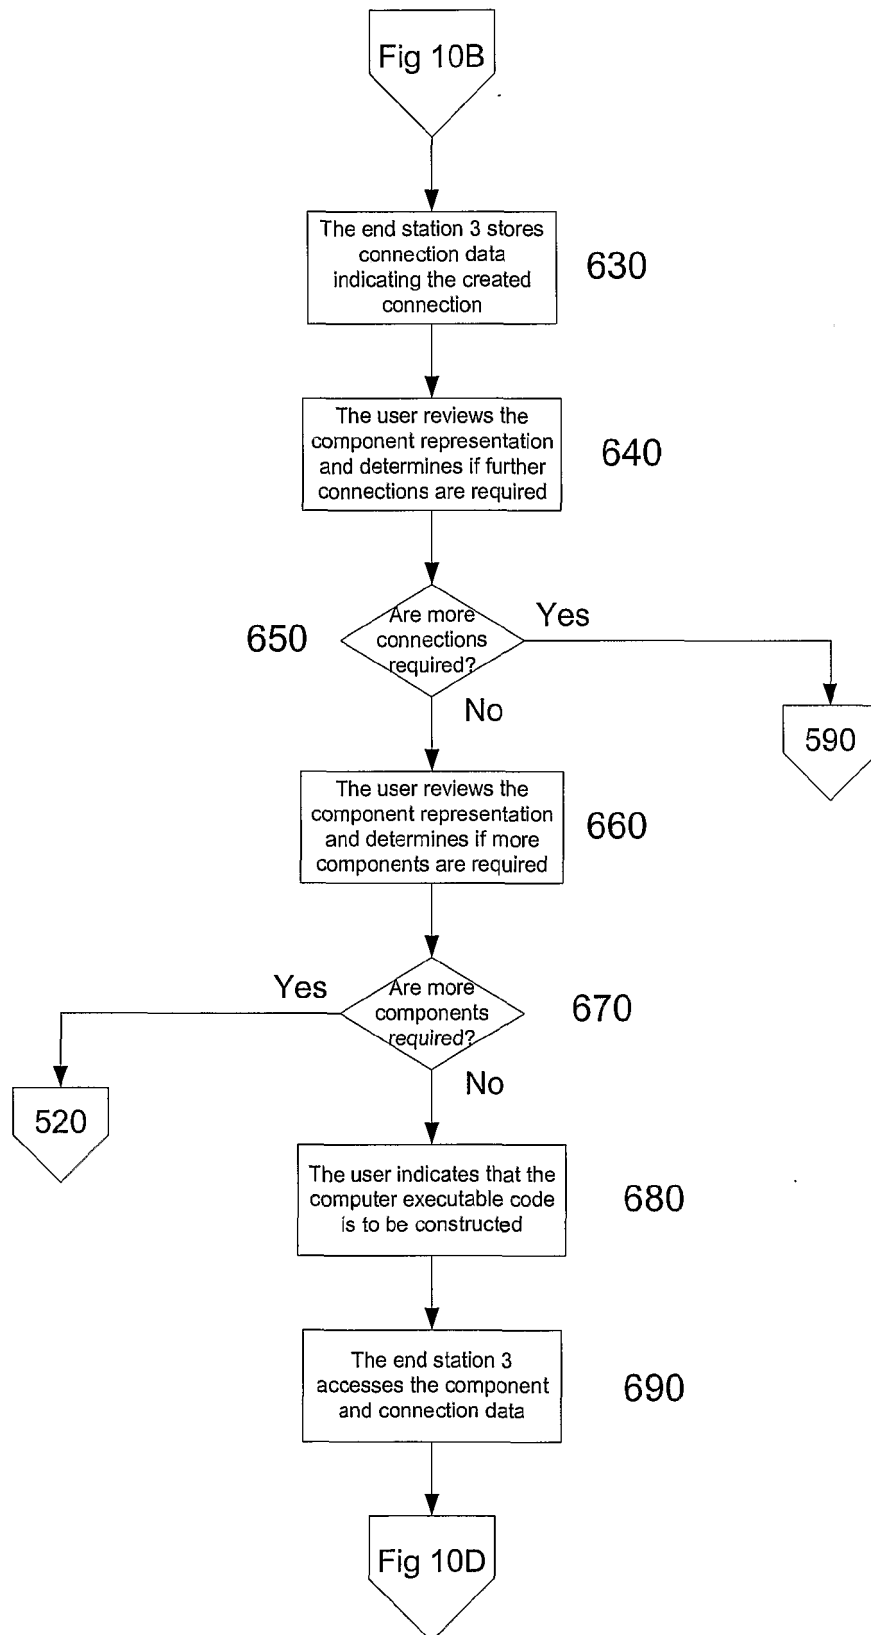 Fig 10B
The end station 3 stores
connection data
indicating the created
connection
630
The user reviews the
component representation
and determines if further
connections are required
640
650
Are more
connections
required?
Yes
No
590
The user reviews the
component representation
and determines if more
components are required
660
Yes
Are more
components
required?
670
No
520
The user indicates that the
computer executable code
is to be constructed
680
The end station 3
accesses the component
and connection data
690
Fig 10D